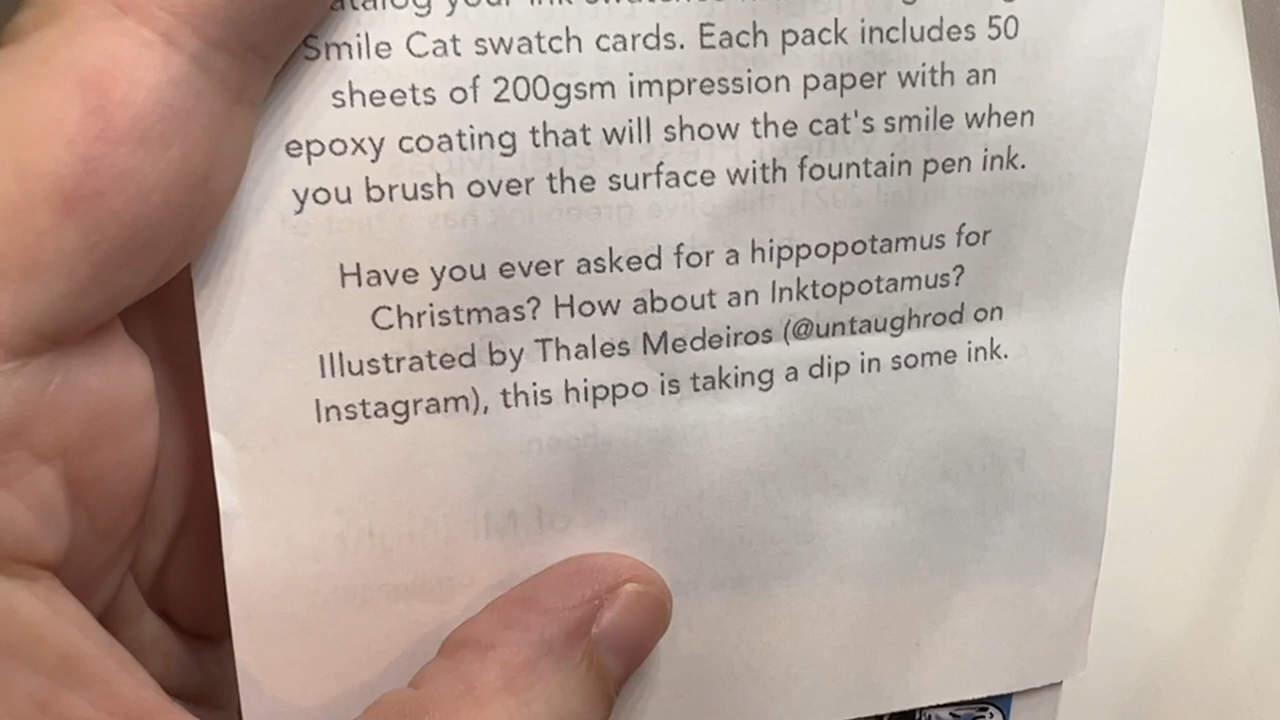 your ink
Smile Cat swatch cards. Each pack includes 50
sheets of 200gsm impression paper with an
epoxy coating that will show the cat's smile when
you brush over the surface with fountain pen ink.
Have you ever asked for a hippopotamus for
Christmas? How about an Inktopotamus?
Illustrated by Thales Medeiros (@untaughrod on
Instagram), this hippo is taking a dip in some ink.